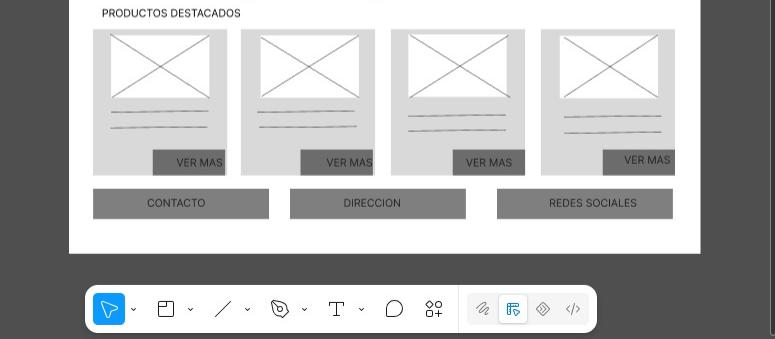 PRODUCTOS DESTACADOS
VER MAS
VER MAS
VER MAS
VER MAS
CONTACTO
DIRECCION
REDES SOCIALES